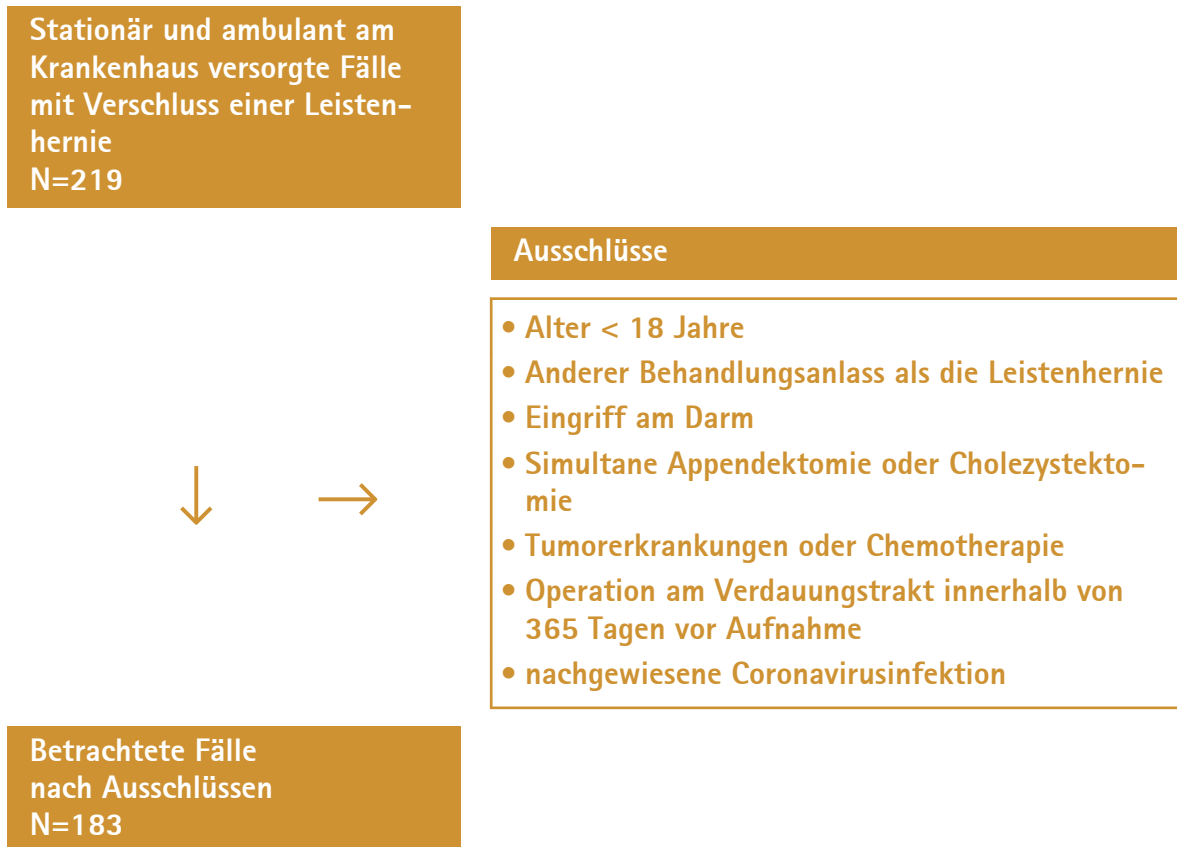 Stationär und ambulant am
Krankenhaus versorgte Fälle
mit Verschluss einer Leisten-
hernie
N=219
Ausschlüsse
• Alter < 18 Jahre
• Anderer Behandlungsanlass als die Leistenhernie
• Eingriff am Darm
• Simultane Appendektomie oder Cholezystekto-
mie
• Tumorerkrankungen oder Chemotherapie
• Operation am Verdauungstrakt innerhalb von
365 Tagen vor Aufnahme
• nachgewiesene Coronavirusinfektion
Betrachtete Fälle
nach Ausschlüssen
N=183